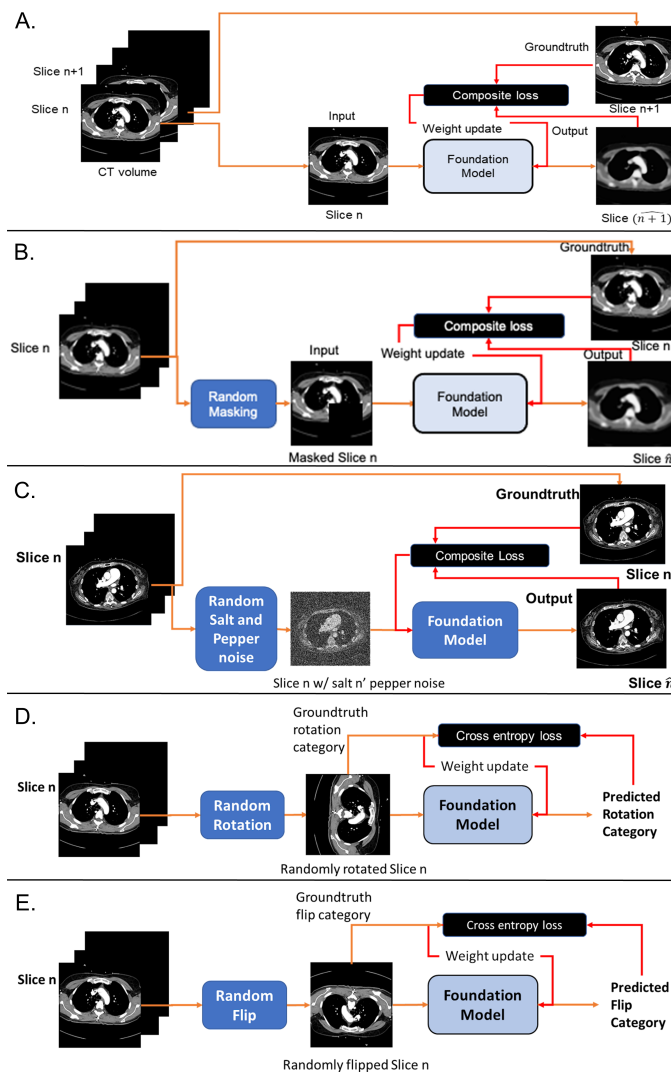 A.
Slice n+1
Slice n
CT volume
Input
Slice n
Groundtruth
Composite loss
Weight update
Output
Foundation
Model
Slice n+1
Slice (n + 1)^
B.
Slice n
Random
Masking
Input
Masked Slice n
Groundtruth
Composite loss
Weight update
Output
Foundation
Model
Slice n
Slice n̂
C.
Slice n
Random
Salt and
Pepper
noise
Slice n w/ salt n’ pepper noise
Groundtruth
Composite Loss
Output
Foundation
Model
Slice n
Slice n̂
D.
Slice n
Random
Rotation
Groundtruth
rotation
category
Randomly rotated Slice n
Cross entropy loss
Weight update
Foundation
Model
Predicted
Rotation
Category
E.
Slice n
Random
Flip
Groundtruth
flip category
Randomly flipped Slice n
Cross entropy loss
Weight update
Foundation
Model
Predicted
Flip
Category